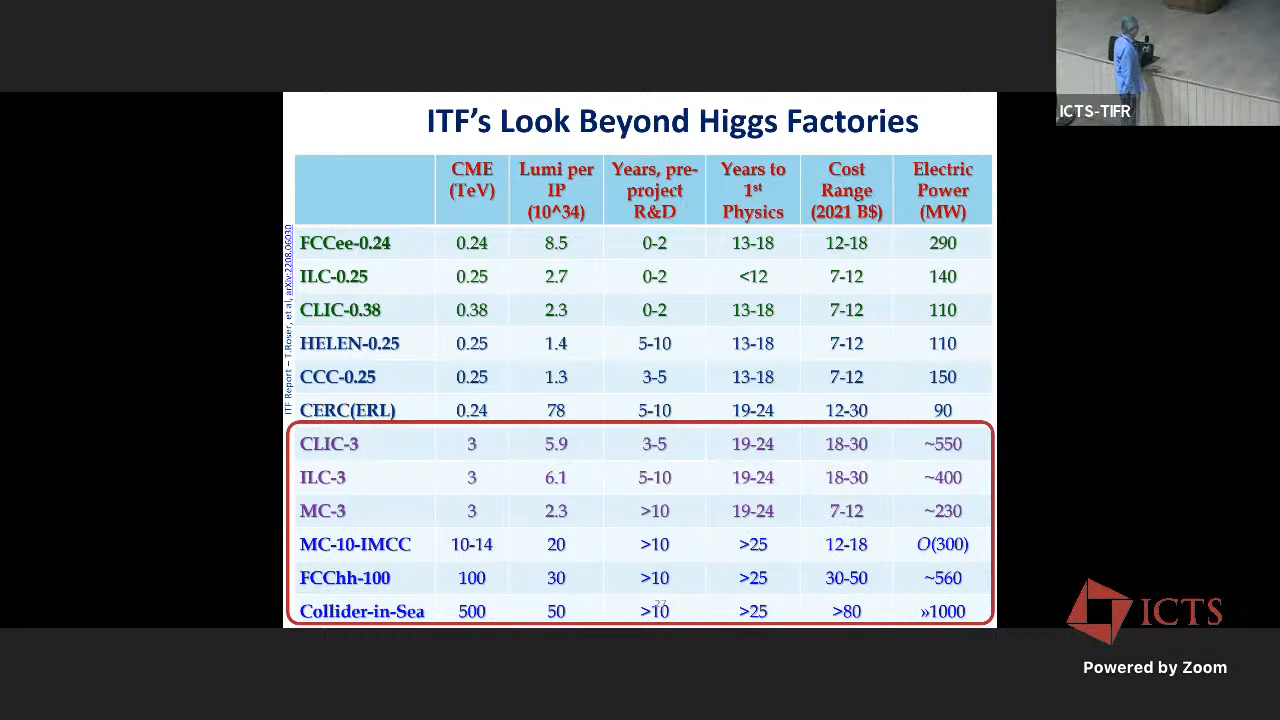 ICTS-TIFR
ITF's Look Beyond Higgs Factories
CME (TeV) Lumi per IP (10^34) Years, pre-project R&D Years to 1st Physics Cost Range (2021 B$) Electric Power (MW)
FCCee-0.24 0.24 8.5 0-2 13-18 12-18 290
ILC-0.25 0.25 2.7 0-2 <12 7-12 140
CLIC-0.38 0.38 2.3 0-2 13-18 7-12 110
HELEN-0.25 0.25 1.4 5-10 13-18 7-12 110
CCC-0.25 0.25 1.3 3-5 13-18 7-12 150
CERC(ERL) 0.24 78 5-10 19-24 12-30 90
CLIC-3 3 5.9 3-5 19-24 18-30 ~550
ILC-3 3 6.1 5-10 19-24 18-30 ~400
MC-3 3 2.3 >10 19-24 7-12 ~230
MC-10-IMCC 10-14 20 >10 >25 12-18 O(300)
FCChh-100 100 30 >10 >25 30-50 ~560
Collider-in-Sea 500 50 >10 >25 >80 »1000
27
ITF Report – T.Roser, et al, arXiv:2208.06030
ICTS
Powered by Zoom